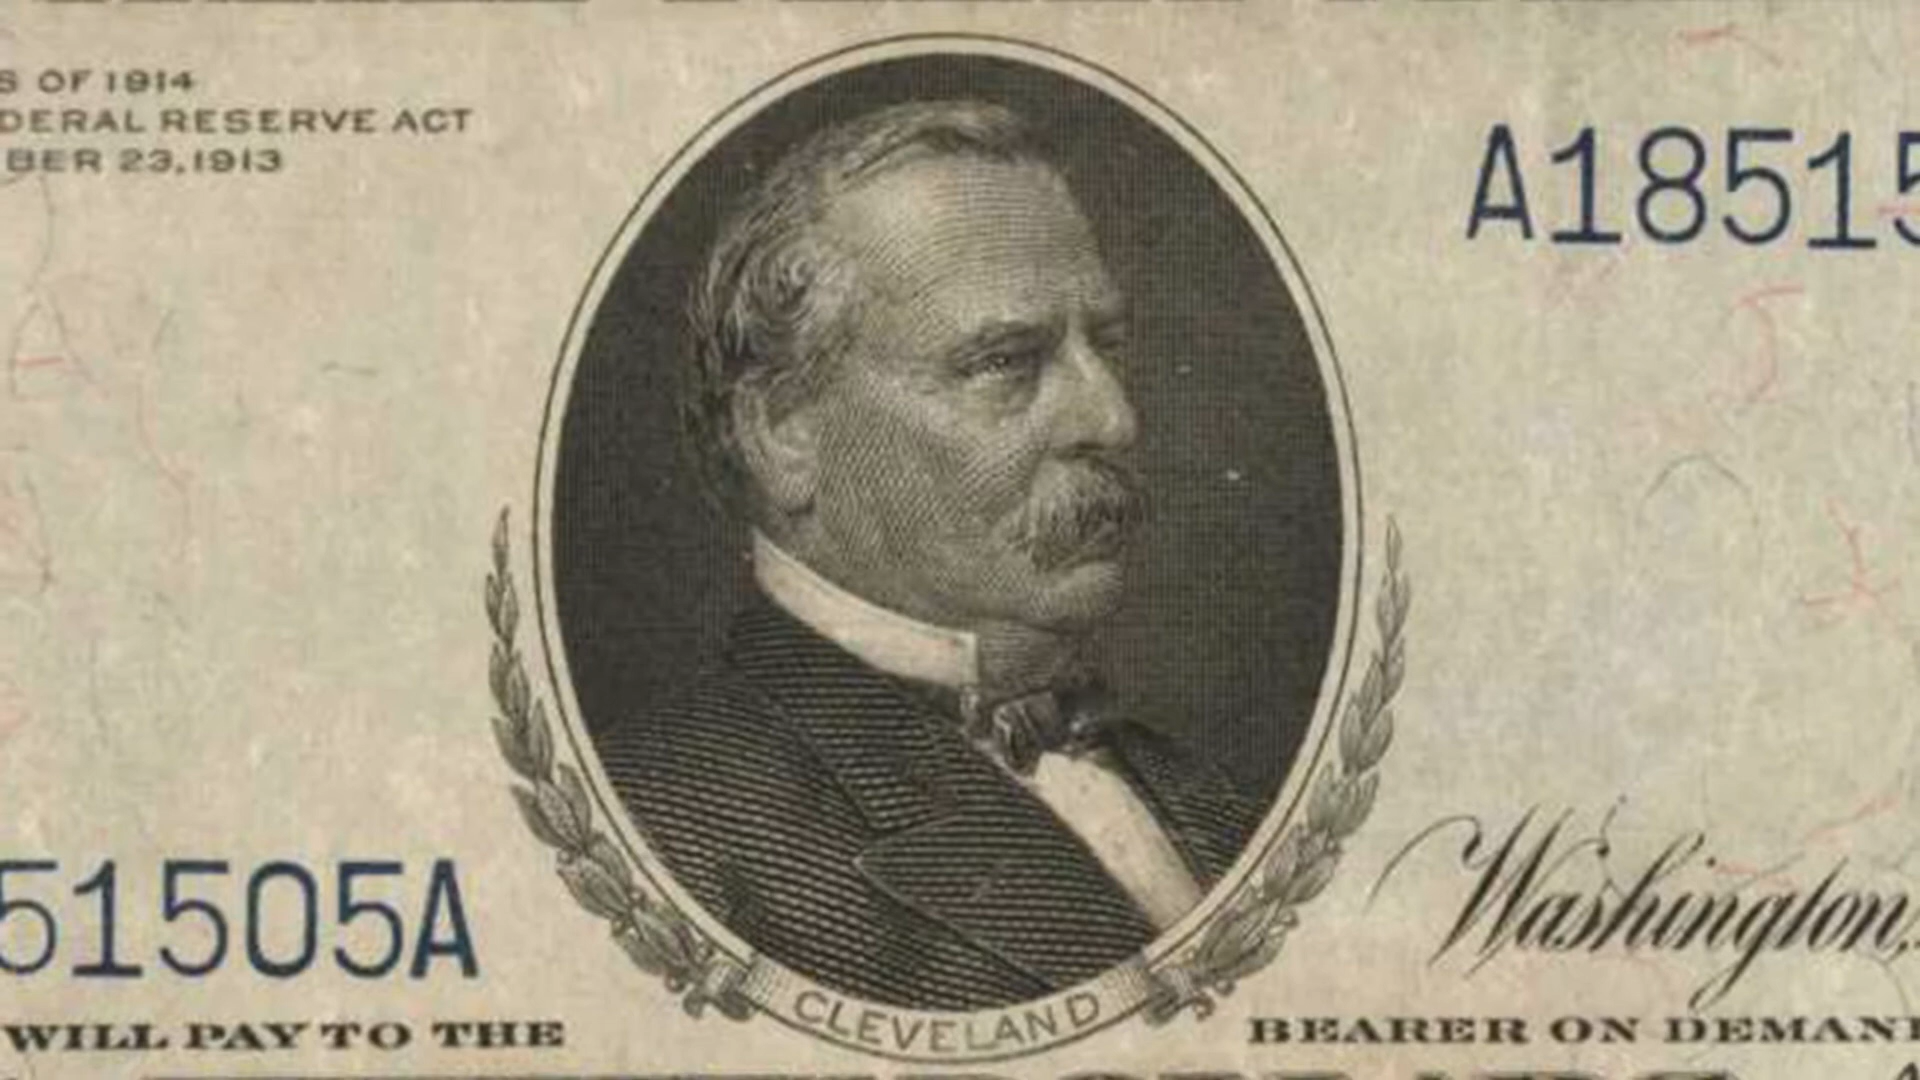 S OF 1914
DERAL RESERVE ACT
BER 23,1913
A18515
51505A
Washington,
WILL PAY TO THE
CLEVELAND
BEARER ON DEMAN